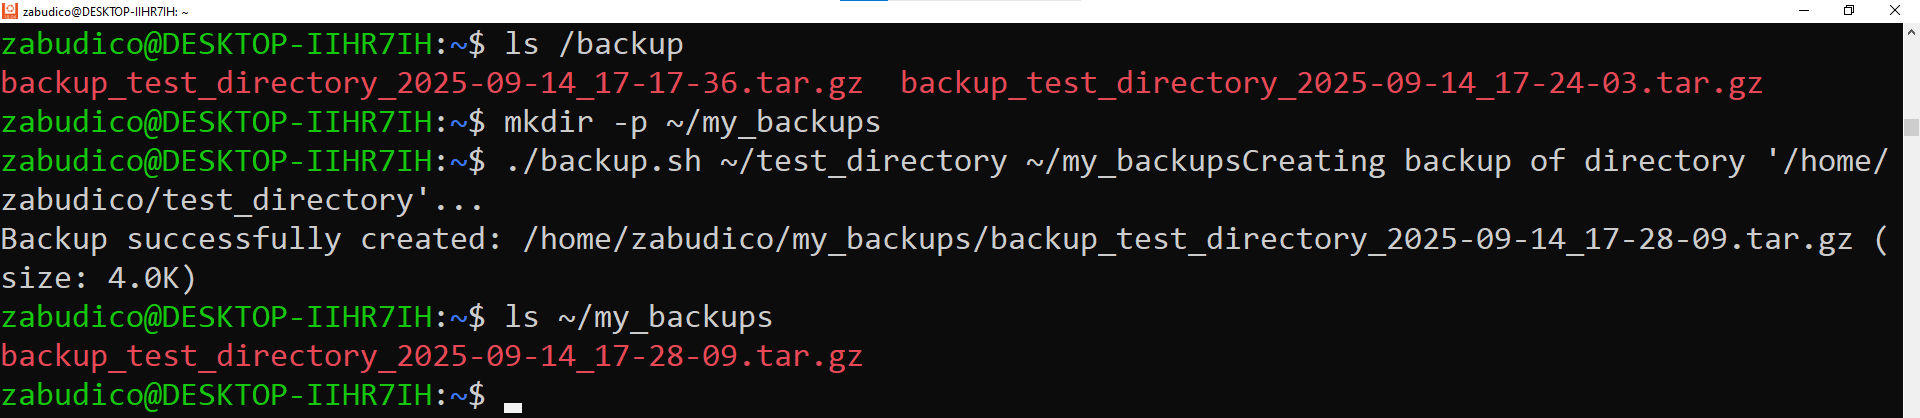 zabudico@DESKTOP-IIHR7IH: ~
zabudico@DESKTOP-IIHR7IH:~$ ls /backup
backup_test_directory_2025-09-14_17-17-36.tar.gz  backup_test_directory_2025-09-14_17-24-03.tar.gz
zabudico@DESKTOP-IIHR7IH:~$ mkdir -p ~/my_backups
zabudico@DESKTOP-IIHR7IH:~$ ./backup.sh ~/test_directory ~/my_backupsCreating backup of directory '/home/
zabudico/test_directory'...
Backup successfully created: /home/zabudico/my_backups/backup_test_directory_2025-09-14_17-28-09.tar.gz (
size: 4.0K)
zabudico@DESKTOP-IIHR7IH:~$ ls ~/my_backups
backup_test_directory_2025-09-14_17-28-09.tar.gz
zabudico@DESKTOP-IIHR7IH:~$